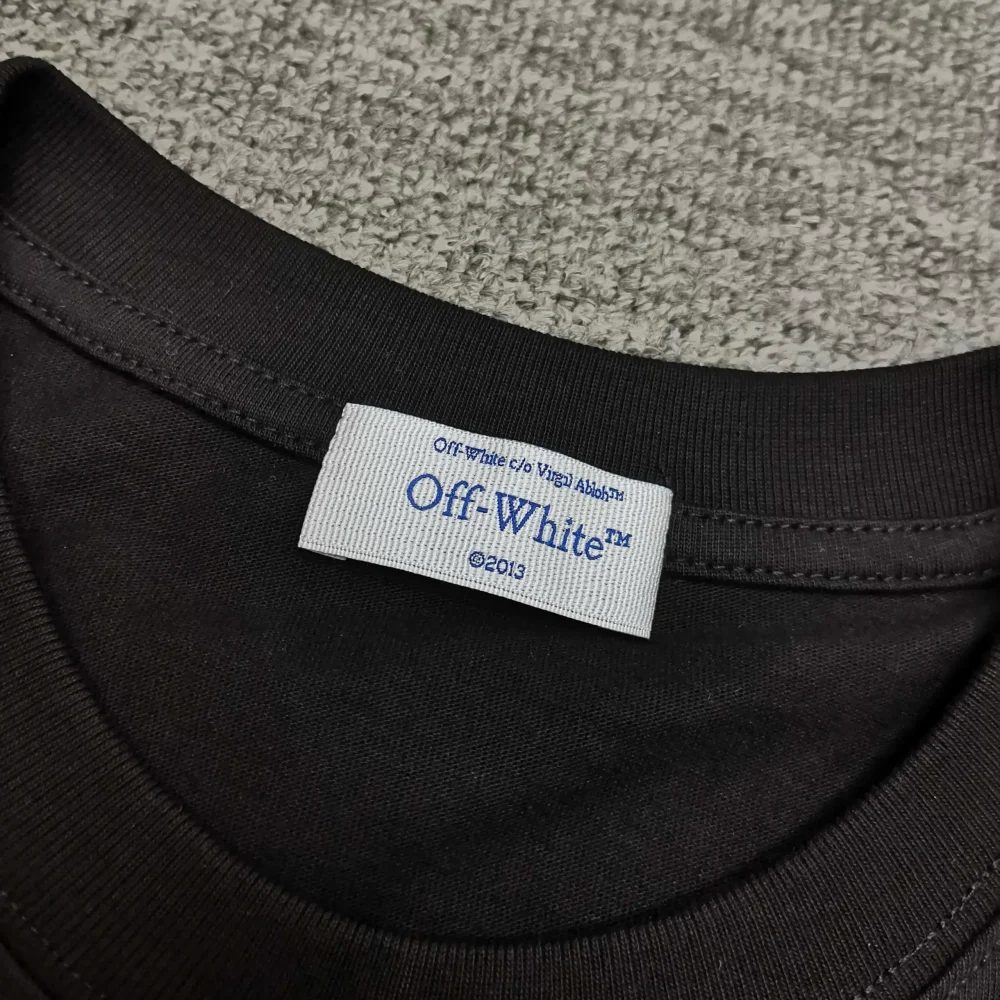 Off-White c/o Virgil Abloh™
Off-White™
©2013